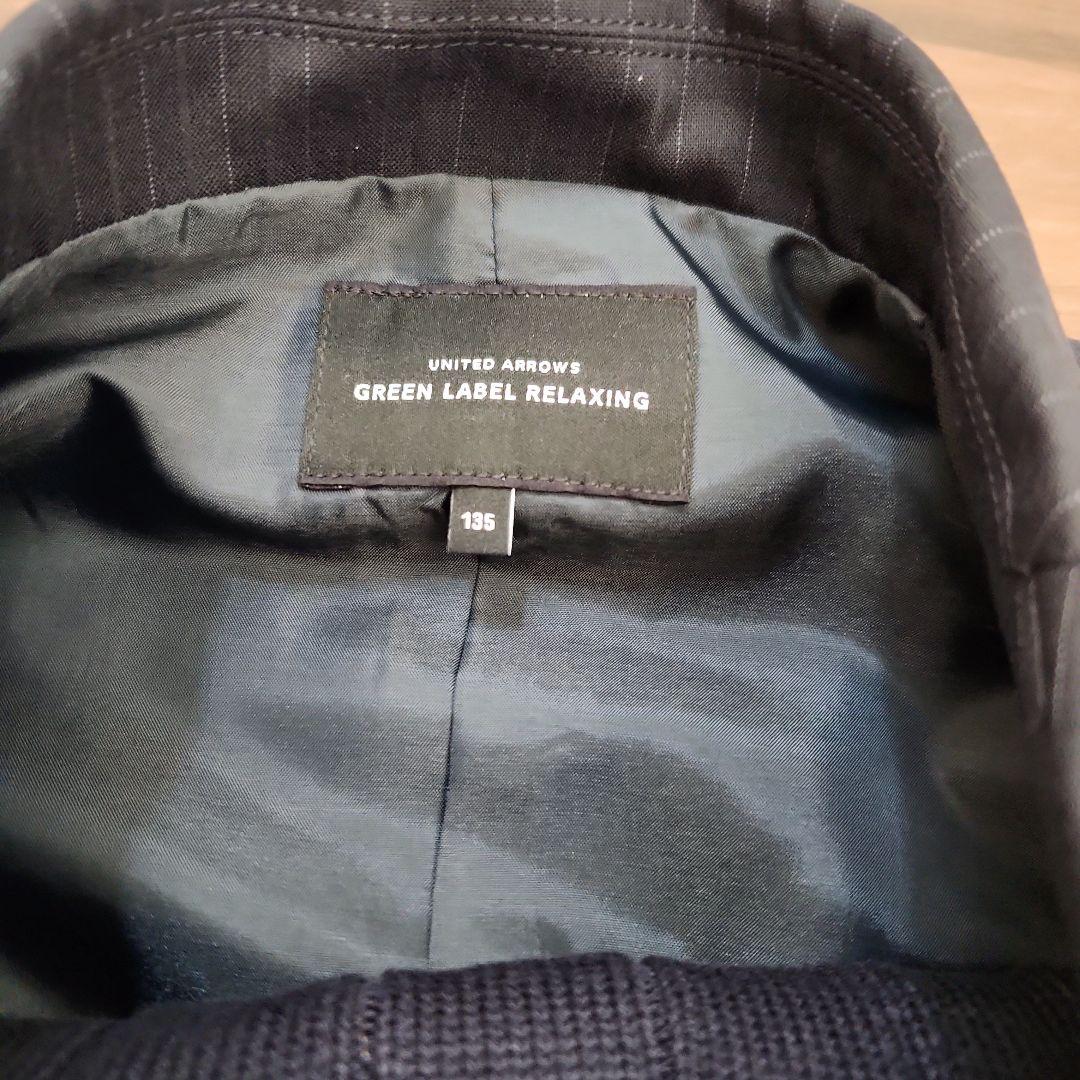 UNITED ARROWS
GREEN LABEL RELAXING
135